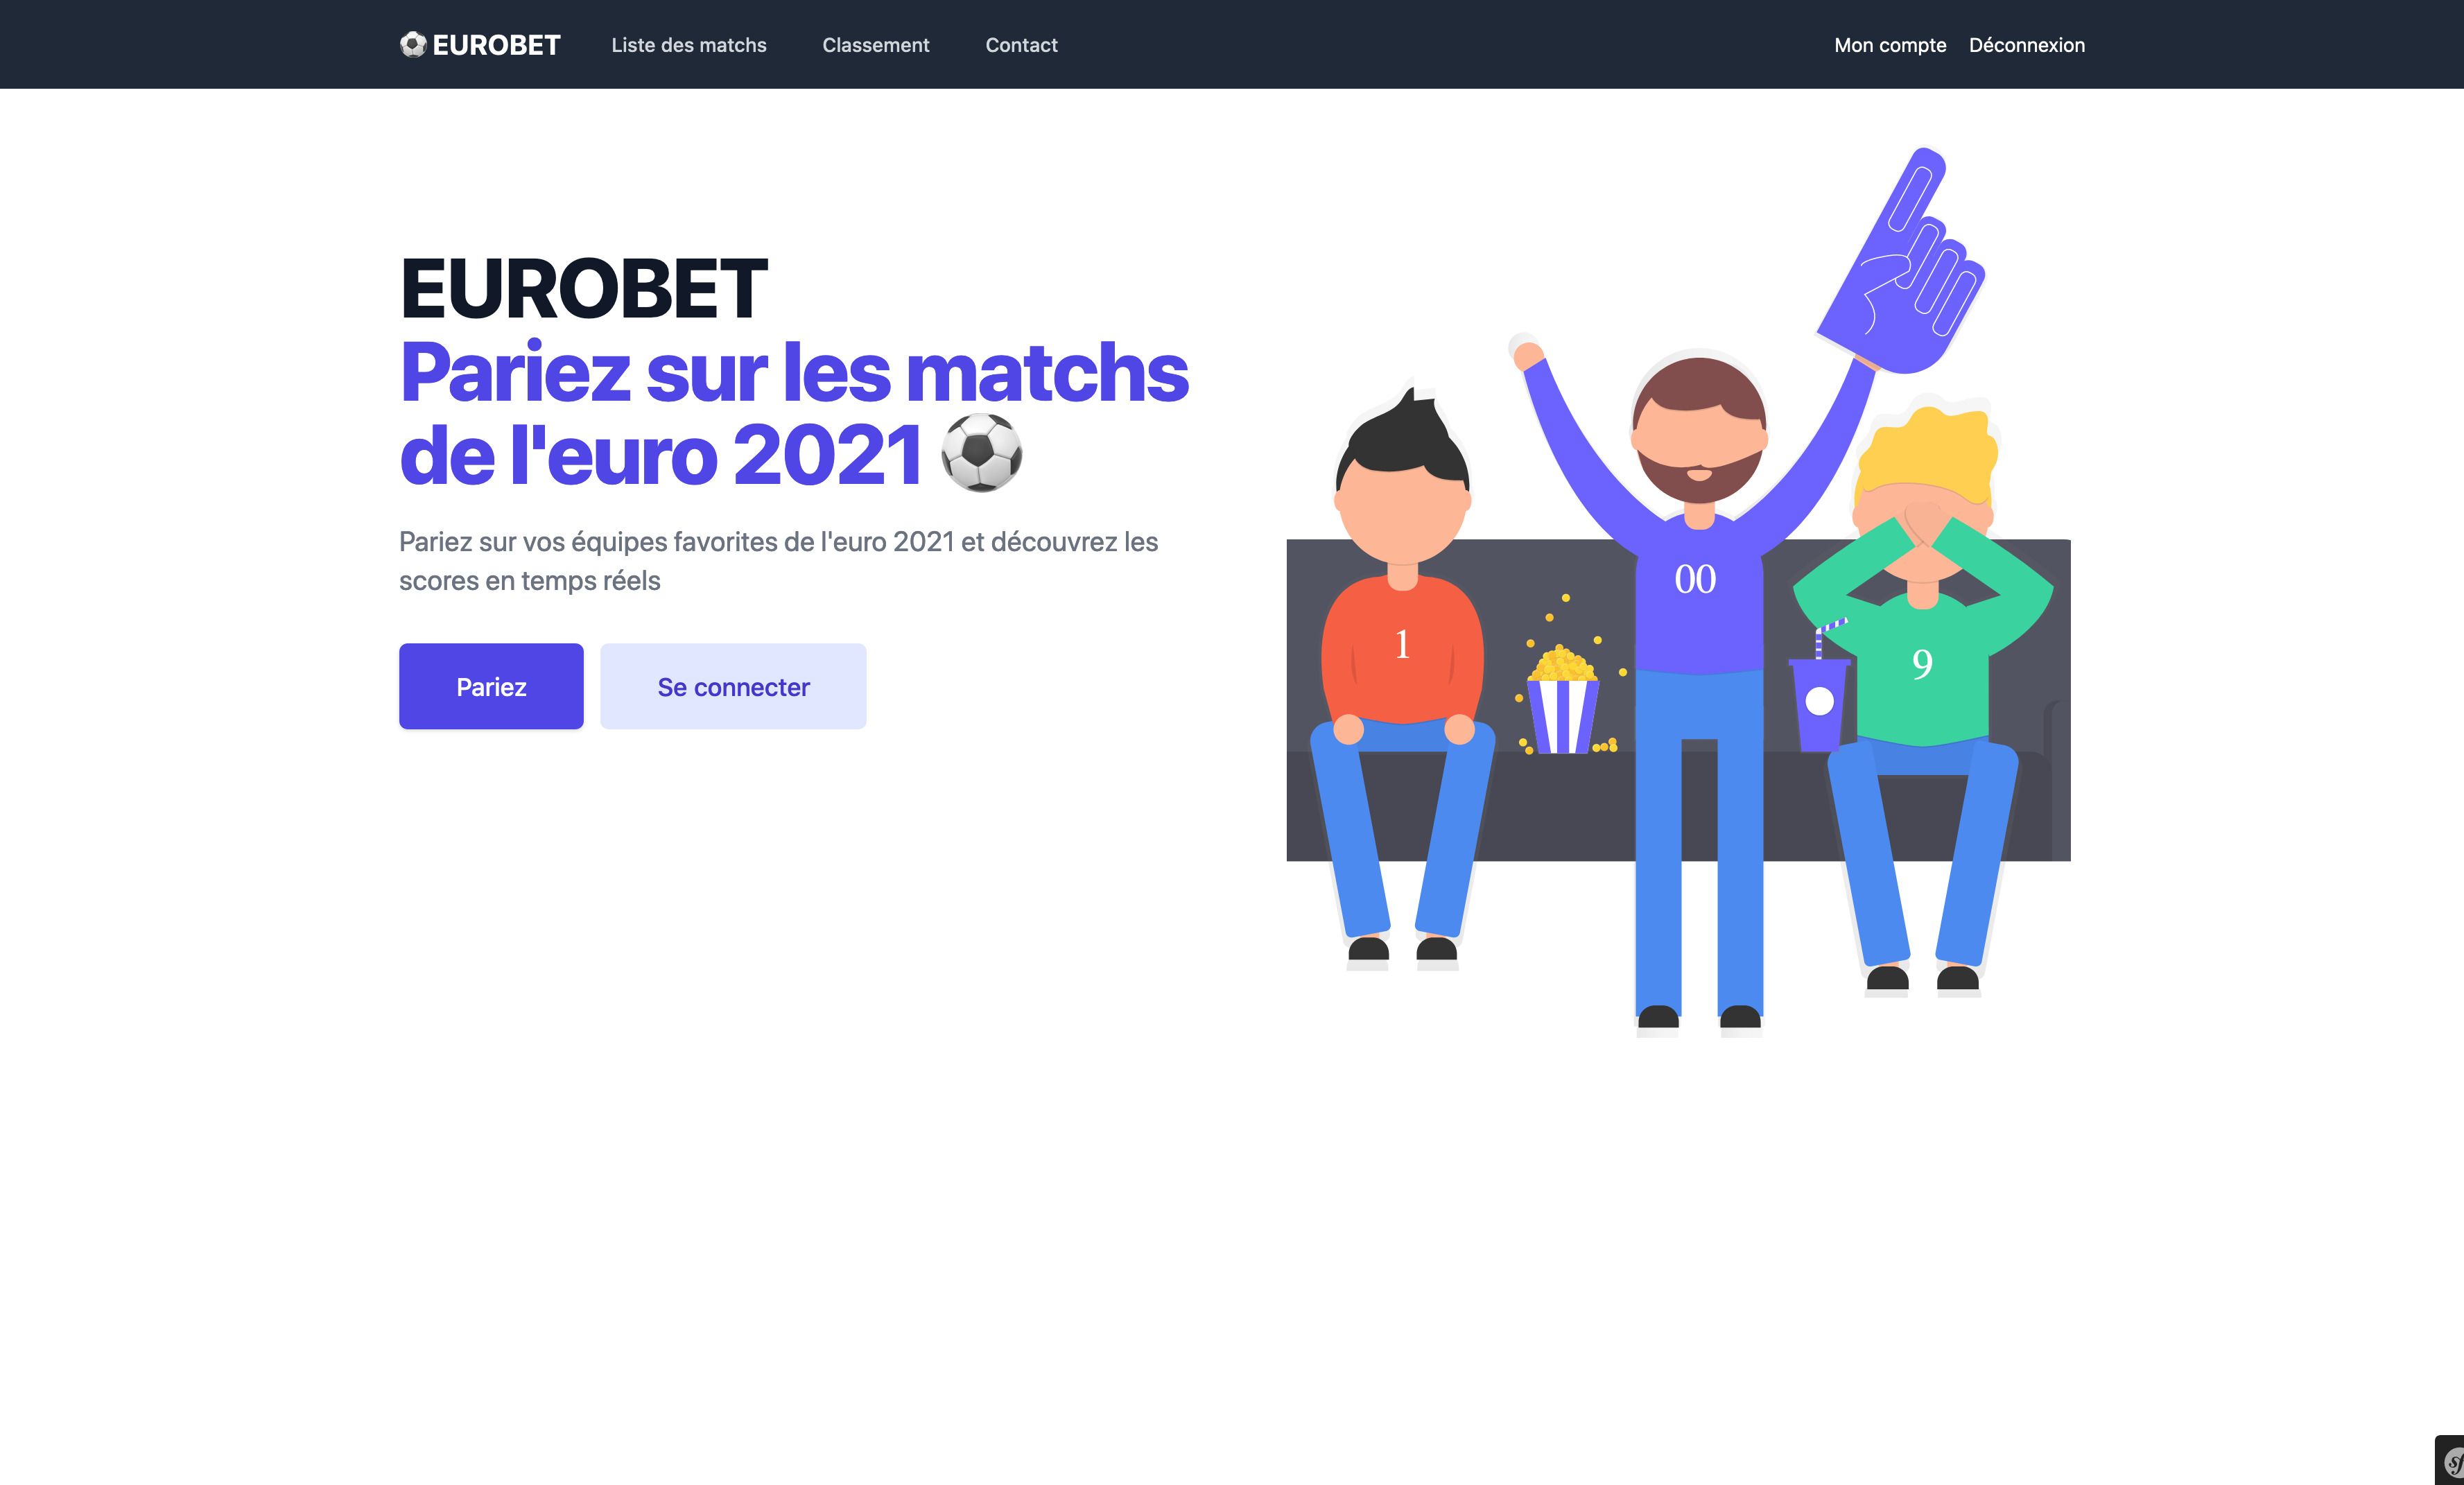 EUROBET
Liste des matchs
Classement
Contact
Mon compte
Déconnexion
EUROBET
Pariez sur les matchs
de l'euro 2021
Pariez sur vos équipes favorites de l'euro 2021 et découvrez les
scores en temps réels
Pariez
Se connecter
1
00
9
sf